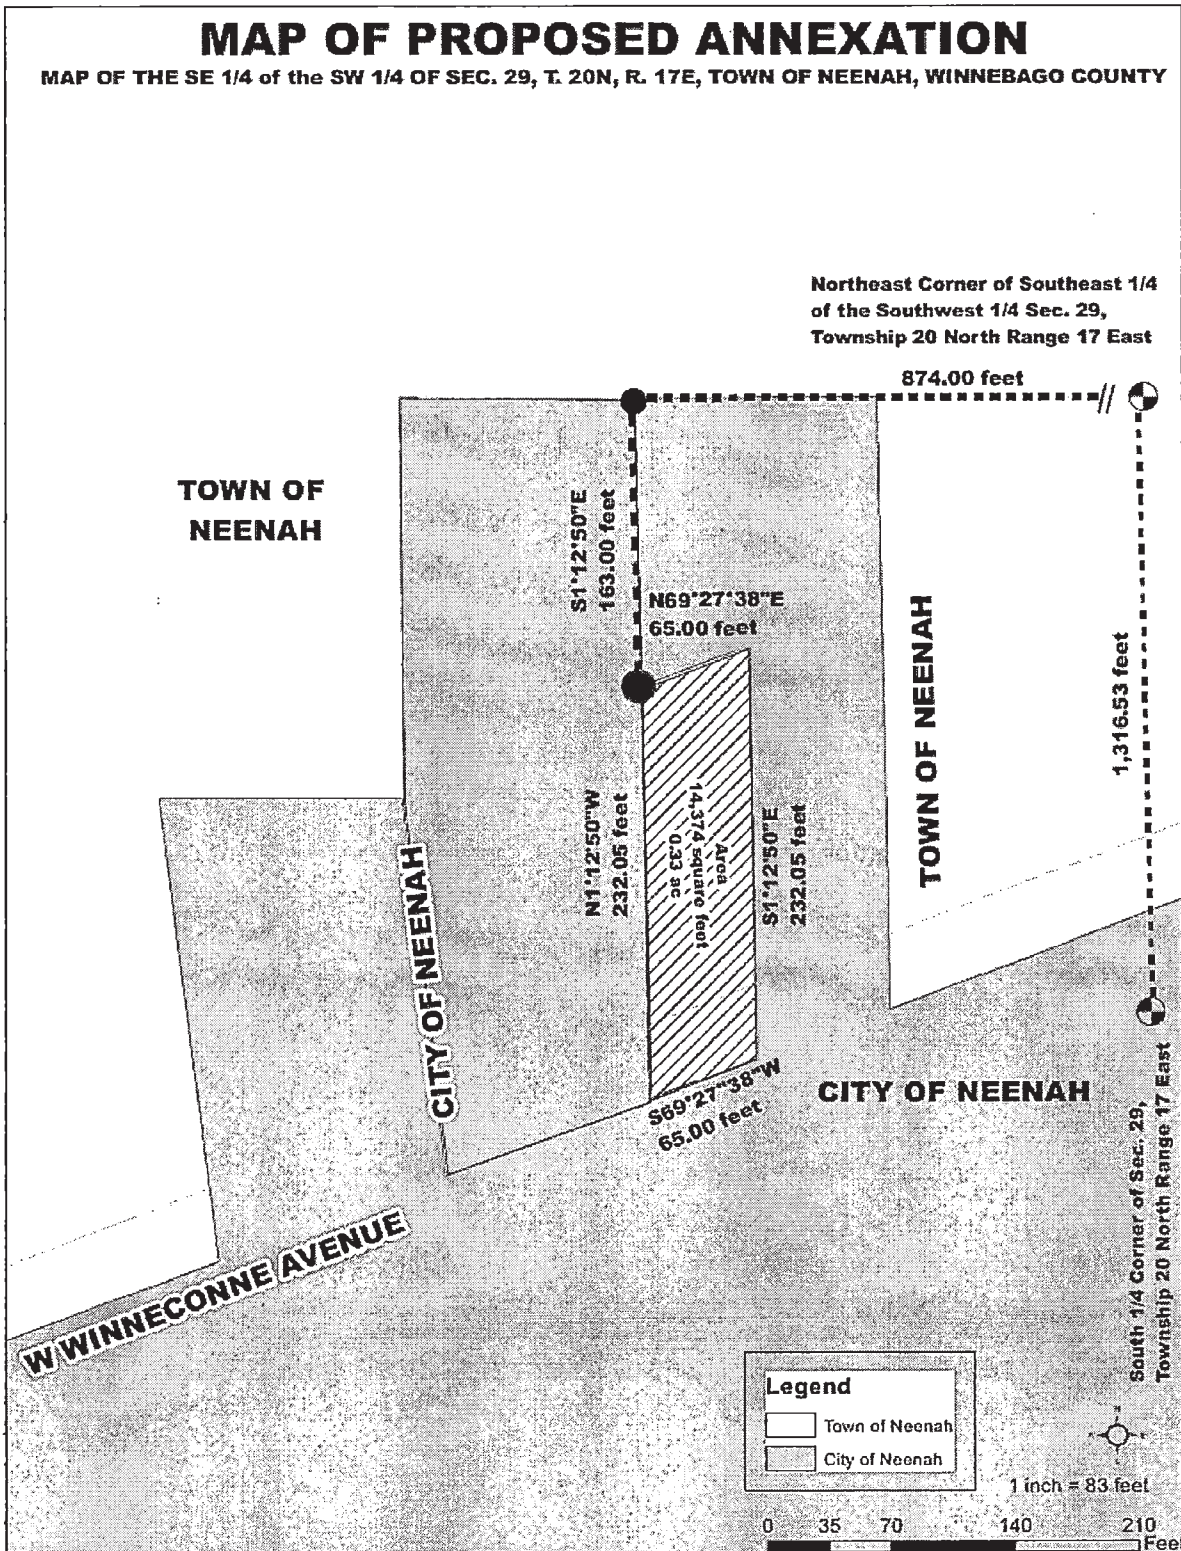 MAP OF PROPOSED ANNEXATION
MAP OF THE SE 1/4 of the SW 1/4 OF SEC. 29, T. 20N, R. 17E, TOWN OF NEENAH, WINNEBAGO COUNTY
Northeast Corner of Southeast 1/4
of the Southwest 1/4 Sec. 29,
Township 20 North Range 17 East
874.00 feet
TOWN OF
NEENAH
S1°12'50"E
163.00 feet
N69°27'38"E
65.00 feet
TOWN OF NEENAH
1,316.53 feet
N1°12'50"W
232.05 feet
Area
14,374 square feet
0.33 ac
S1°12'50"E
232.05 feet
CITY OF NEENAH
S69°27'38"W
65.00 feet
CITY OF NEENAH
South 1/4 Corner of Sec. 29,
Township 20 North Range 17 East
W WINNECONNE AVENUE
Legend
Town of Neenah
City of Neenah
1 inch = 83 feet
0 35 70 140 210
Feet